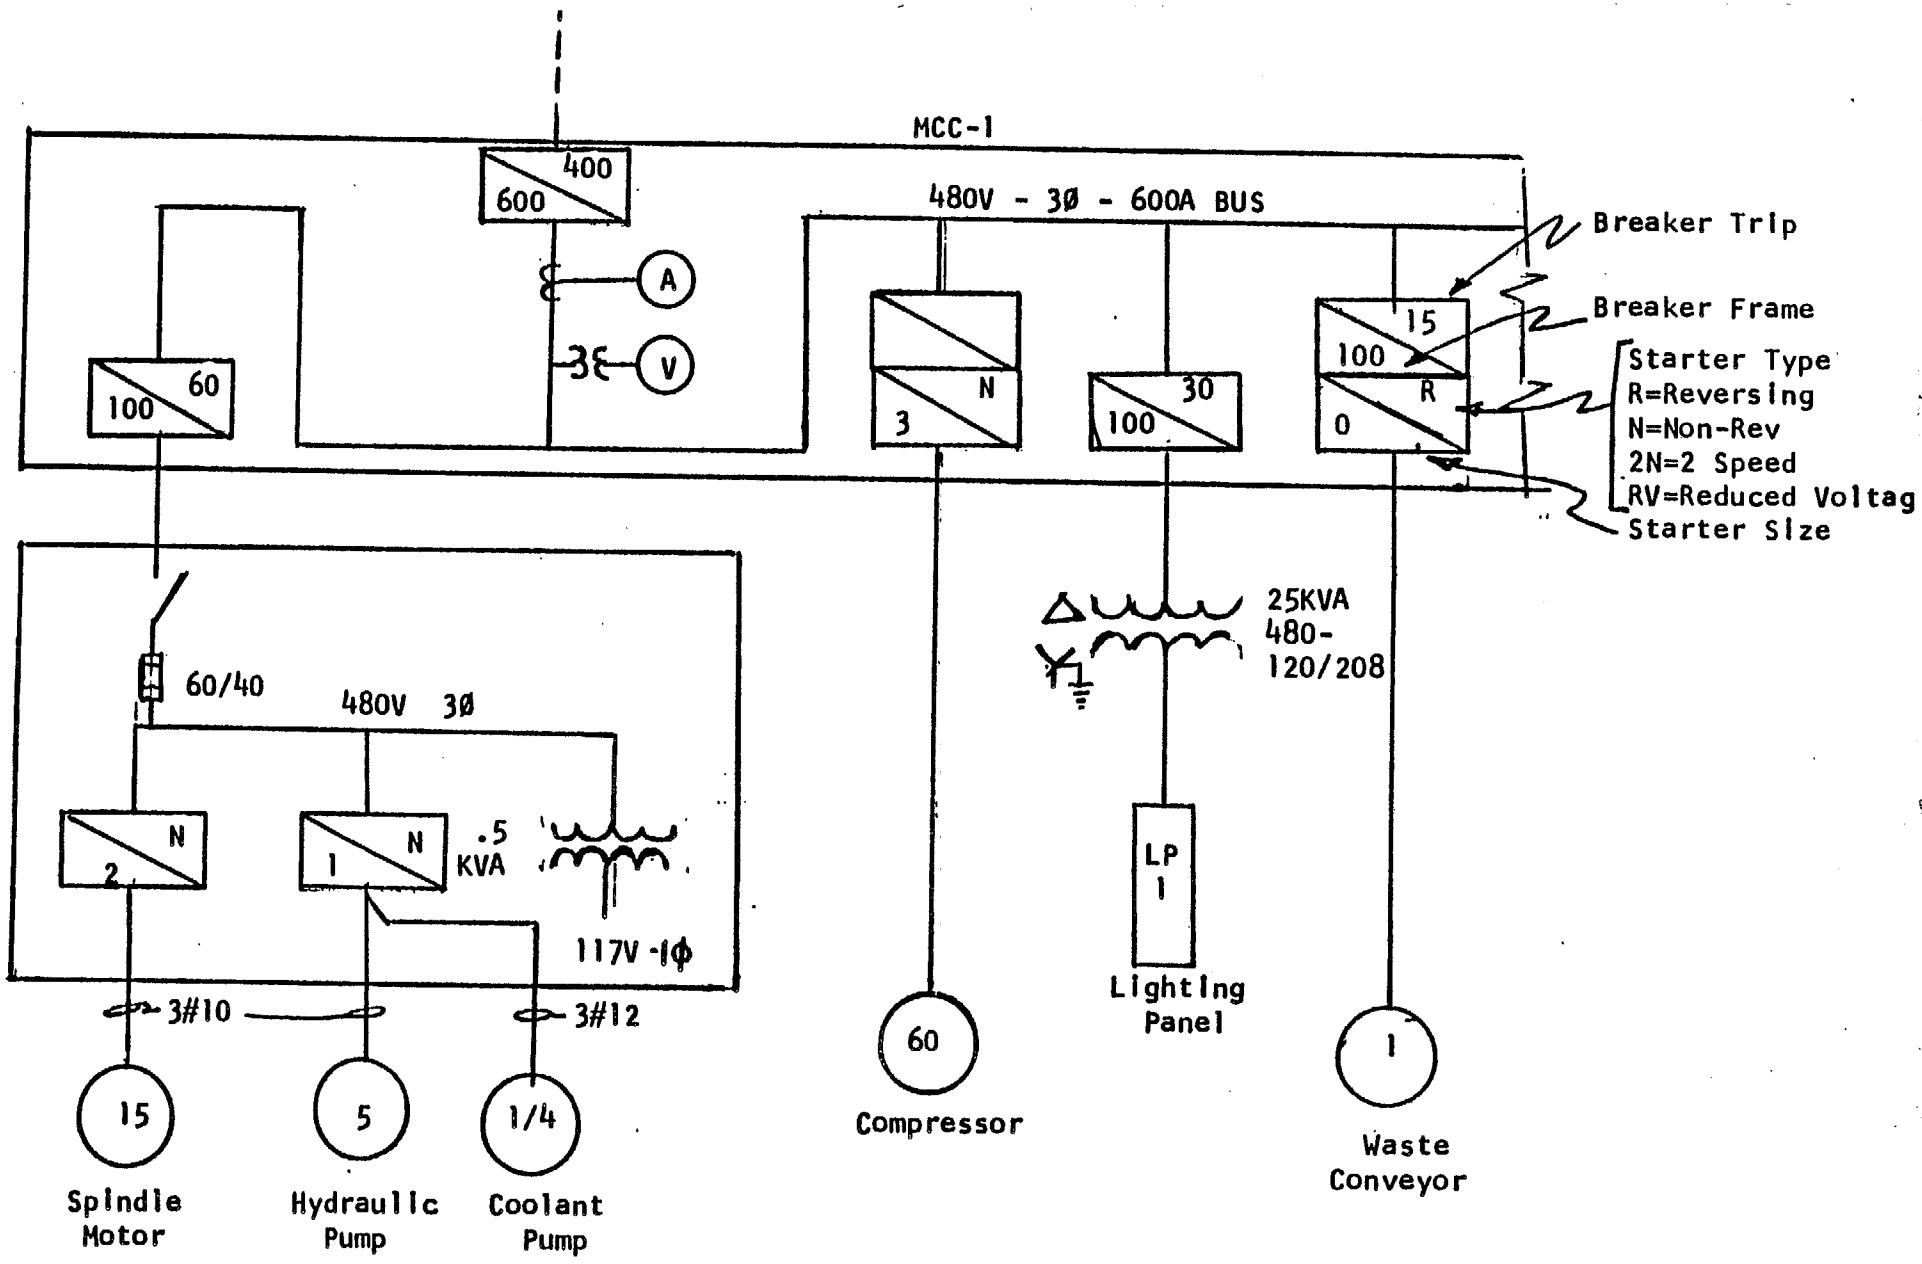 MCC-1
400
600
480V - 3Ø - 600A BUS
Breaker Trip
A
Breaker Frame
15
100
V
Starter Type
R=Reversing
N=Non-Rev
2N=2 Speed
RV=Reduced Voltag
Starter Size
60
100
N
3
30
100
R
0
25KVA
480-
120/208
60/40
480V 3Ø
N
2
N
1
.5
KVA
117V -1ϕ
LP
1
Lighting
Panel
3#10
3#12
15
5
1/4
60
1
Spindle
Motor
Hydraulic
Pump
Coolant
Pump
Compressor
Waste
Conveyor